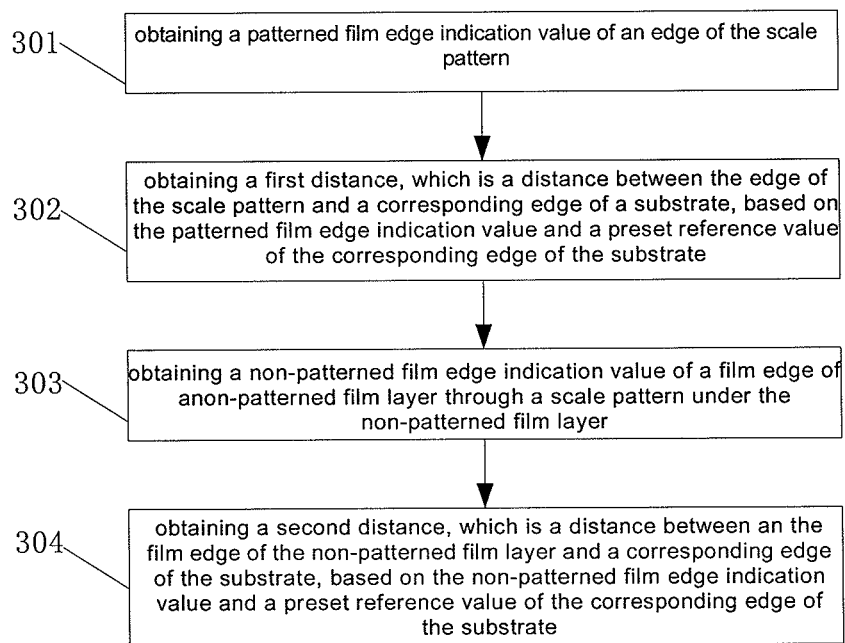 301
obtaining a patterned film edge indication value of an edge of the scale
pattern
302
obtaining a first distance, which is a distance between the edge of
the scale pattern and a corresponding edge of a substrate, based on
the patterned film edge indication value and a preset reference value
of the corresponding edge of the substrate
303
obtaining a non-patterned film edge indication value of a film edge of
anon-patterned film layer through a scale pattern under the
non-patterned film layer
304
obtaining a second distance, which is a distance between an the
film edge of the non-patterned film layer and a corresponding edge
of the substrate, based on the non-patterned film edge indication
value and a preset reference value of the corresponding edge of
the substrate